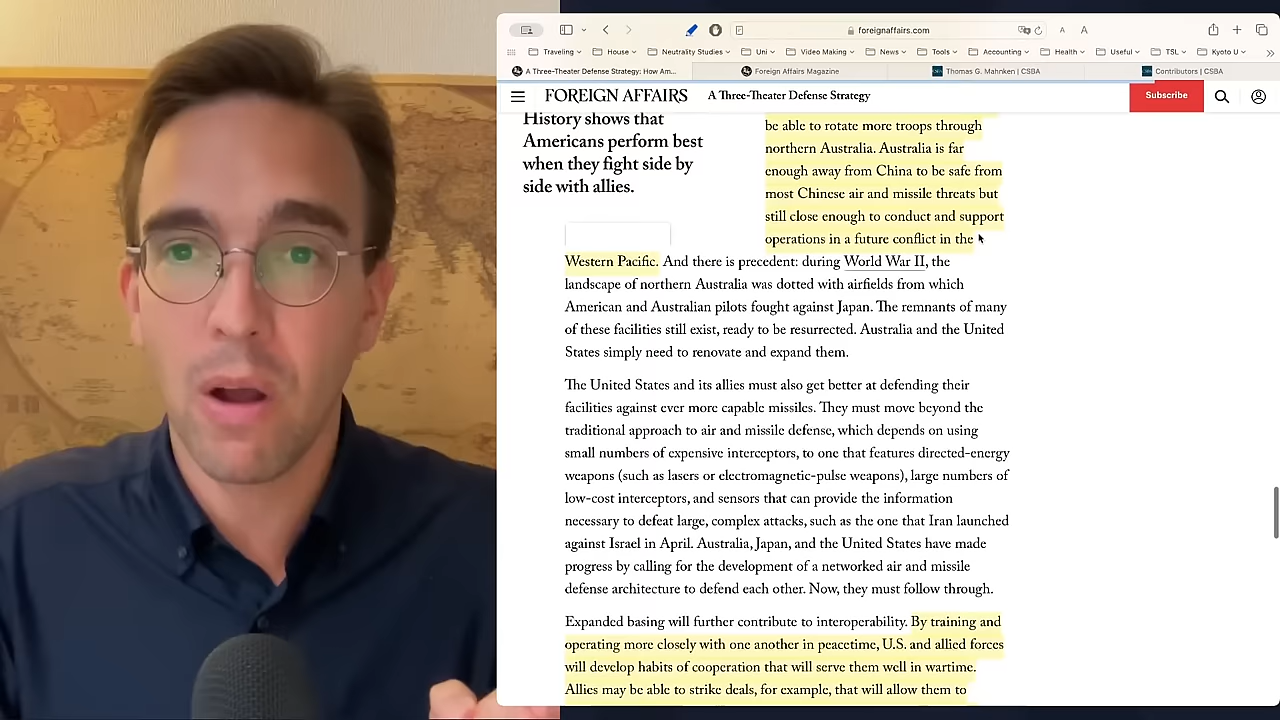 foreignaffairs.com
A
A
Traveling
House
Neutrality Studies
Uni
Video Making
News
Tools
Accounting
Health
Useful
TSL
Kyoto U
A Three-Theater Defense Strategy: How Am...
Foreign Affairs Magazine
Thomas G. Mahnken | CSBA
Contributors | CSBA
FOREIGN AFFAIRS
A Three-Theater Defense Strategy
Subscribe
History shows that
Americans perform best
when they fight side by
side with allies.
be able to rotate more troops through
northern Australia. Australia is far
enough away from China to be safe from
most Chinese air and missile threats but
still close enough to conduct and support
operations in a future conflict in the
Western Pacific. And there is precedent: during World War II, the
landscape of northern Australia was dotted with airfields from which
American and Australian pilots fought against Japan. The remnants of many
of these facilities still exist, ready to be resurrected. Australia and the United
States simply need to renovate and expand them.
The United States and its allies must also get better at defending their
facilities against ever more capable missiles. They must move beyond the
traditional approach to air and missile defense, which depends on using
small numbers of expensive interceptors, to one that features directed-energy
weapons (such as lasers or electromagnetic-pulse weapons), large numbers of
low-cost interceptors, and sensors that can provide the information
necessary to defeat large, complex attacks, such as the one that Iran launched
against Israel in April. Australia, Japan, and the United States have made
progress by calling for the development of a networked air and missile
defense architecture to defend each other. Now, they must follow through.
Expanded basing will further contribute to interoperability. By training and
operating more closely with one another in peacetime, U.S. and allied forces
will develop habits of cooperation that will serve them well in wartime.
Allies may be able to strike deals, for example, that will allow them to